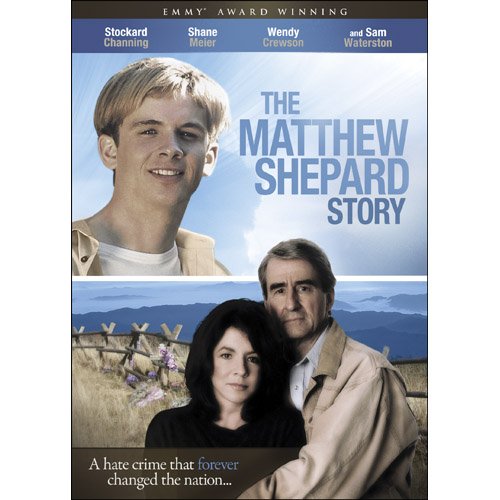 EMMY® AWARD WINNING
Stockard Channing
Shane Meier
Wendy Crewson
and Sam Waterston
THE
MATTHEW
SHEPARD
STORY
A hate crime that forever
changed the nation...